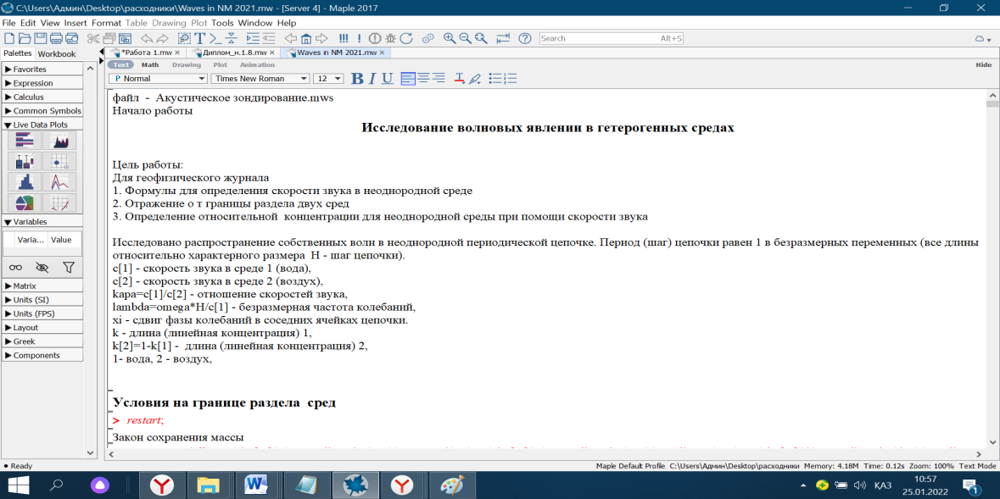 C:\Users\Админ\Desktop\расходники\Waves in NM 2021.mw - [Server 4] - Maple 2017
File Edit View Insert Format Table Drawing Plot Tools Window Help
Search Alt+S
Palettes Workbook
*Работа 1.mw × Диплом_н.1.8.mw × Waves in NM 2021.mw ×
Text Math Drawing Plot Animation Hide
P Normal Times New Roman 12 B I U
Favorites
Expression
Calculus
Common Symbols
Live Data Plots
Variables
Varia... Value
Matrix
Units (SI)
Units (FPS)
Layout
Greek
Components
файл - Акустическое зондирование.mws
Начало работы
Исследование волновых явлении в гетерогенных средах
Цель работы:
Для геофизического журнала
1. Формулы для определения скорости звука в неоднородной среде
2. Отражение о т границы раздела двух сред
3. Определение относительной концентрации для неоднородной среды при помощи скорости звука
Исследовано распространение собственных волн в неоднородной периодической цепочке. Период (шаг) цепочки равен 1 в безразмерных переменных (все длины
относительно характерного размера H - шаг цепочки).
c[1] - скорость звука в среде 1 (вода),
c[2] - скорость звука в среде 2 (воздух),
kapa=c[1]/c[2] - отношение скоростей звука,
lambda=omega*H/c[1] - безразмерная частота колебаний,
xi - сдвиг фазы колебаний в соседних ячейках цепочки.
k - длина (линейная концентрация) 1,
k[2]=1-k[1] - длина (линейная концентрация) 2,
1- вода, 2 - воздух,
Условия на границе раздела сред
> restart;
Закон сохранения массы
Ready
Maple Default Profile C:\Users\Админ\Desktop\расходники Memory: 4.18M Time: 0.12s Zoom: 100% Text Mode
ҚАЗ
10:57
25.01.2022
1